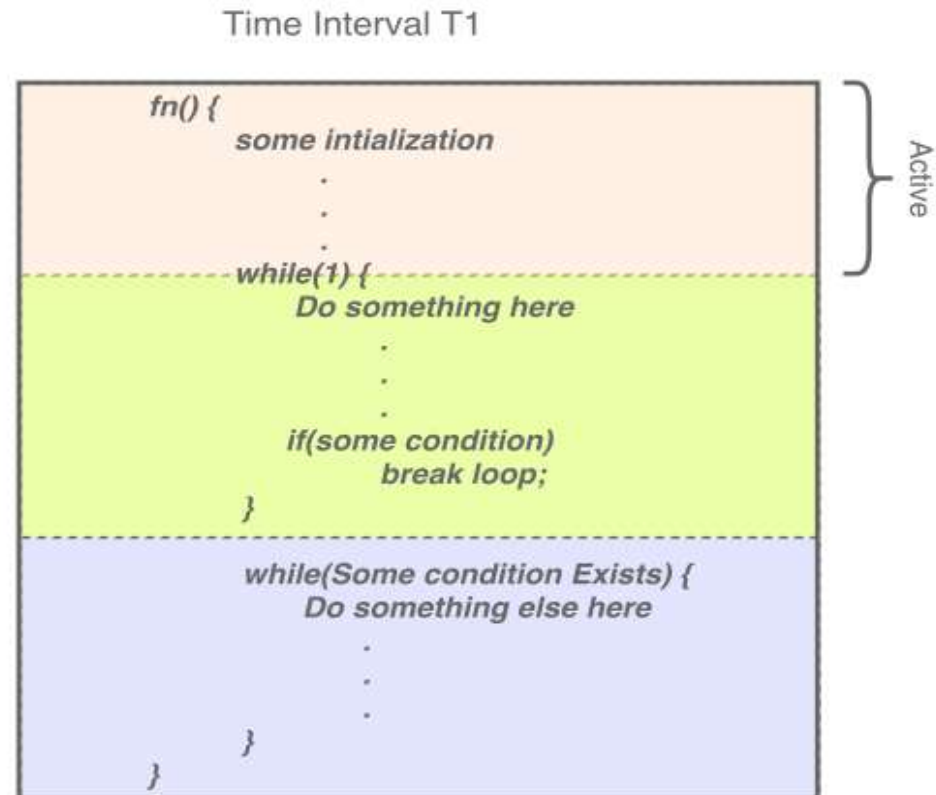 Time Interval T1
fn() {
some intialization
.
.
.
while(1) {
Do something here
.
.
.
if(some condition)
break loop;
}
while(Some condition Exists) {
Do something else here
.
.
.
}
}
Active